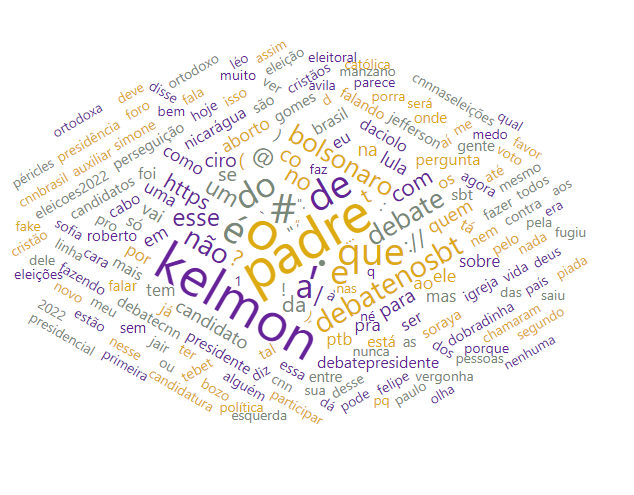 assim
léo
eleitoral
muito
eleição
católica
ortodoxo
ver
cristãos
manzano
disse
fala
ávila
parece
cnnnaseleições
deve
isso
são
d
porra
será
qual
ortodoxa
foro
bem
hoje
gomes
brasil
falando
onde
medo
presidência
simone
nicarágua
aborto
)
eu
daciolo
jefferson
aí
me
favor
péricles
auxiliar
perseguição
(
@
bolsonaro
na
gente
voto
cnnbrasil
como
ciro
co
lula
pergunta
até
mesmo
eleicoes2022
candidatos
foi
se
no
faz
com
os
agora
fazer
todos
aos
fake
cabo
uma
https
um
do
#
de
t
debate
sbt
quem
contra
era
sofia
pro
só
vai
esse
é
o
padre
que
://
nem
pelo
pela
fugiu
cristão
linha
roberto
em
não
?
.
,
e
debatenosbt
sobre
nada
piada
dele
cara
mais
por
kelmon
a
/
q
nas
ao
ele
igreja
vida
deus
eleições
fazendo
falar
tem
!
da
para
mas
das
país
saiu
novo
meu
já
candidato
pra
ser
soraya
dobradinha
chamaram
2022
estão
debatecnn
tal
ptb
está
as
dos
porque
segundo
presidencial
sem
jair
presidente
nunca
né
pessoas
nenhuma
nesse
ter
diz
essa
entre
debatepresidente
primeira
ou
tebet
alguém
cnn
desse
felipe
vergonha
candidatura
bozo
participar
sua
pode
paulo
olha
política
dá
pq
esquerda